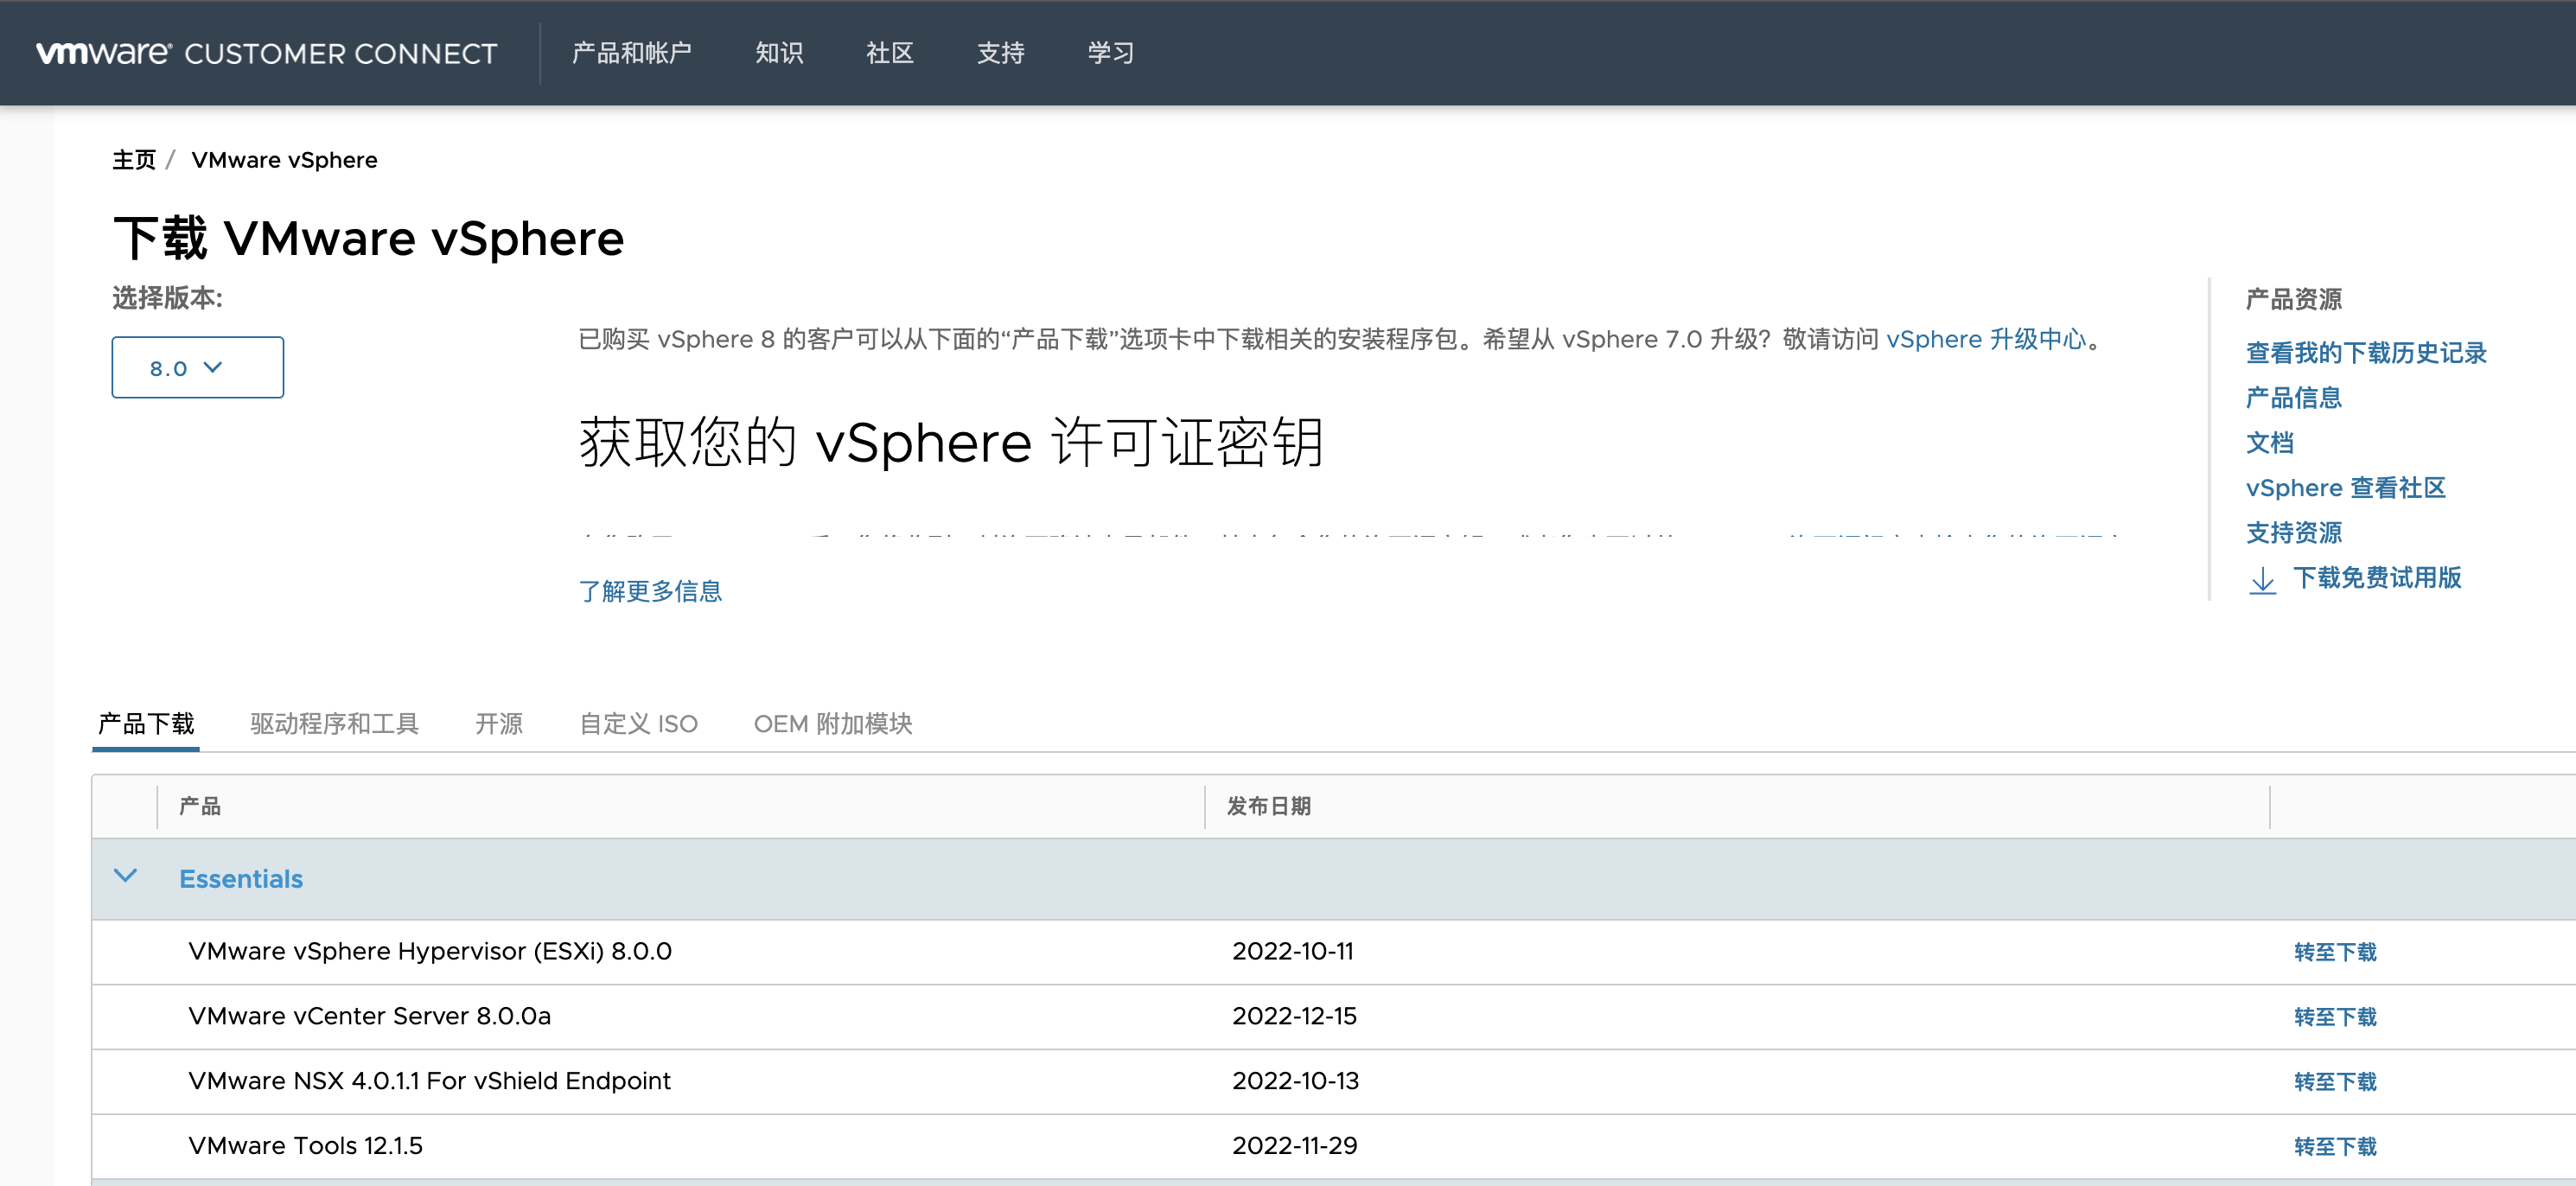 vmware® CUSTOMER CONNECT 产品和帐户 知识 社区 支持 学习
主页 / VMware vSphere
下载 VMware vSphere
选择版本:
8.0
已购买 vSphere 8 的客户可以从下面的“产品下载”选项卡中下载相关的安装程序包。希望从 vSphere 7.0 升级? 敬请访问 vSphere 升级中心。
获取您的 vSphere 许可证密钥
了解更多信息
产品资源
查看我的下载历史记录
产品信息
文档
vSphere 查看社区
支持资源
下载免费试用版
产品下载 驱动程序和工具 开源 自定义 ISO OEM 附加模块
产品 发布日期
Essentials
VMware vSphere Hypervisor (ESXi) 8.0.0 2022-10-11 转至下载
VMware vCenter Server 8.0.0a 2022-12-15 转至下载
VMware NSX 4.0.1.1 For vShield Endpoint 2022-10-13 转至下载
VMware Tools 12.1.5 2022-11-29 转至下载